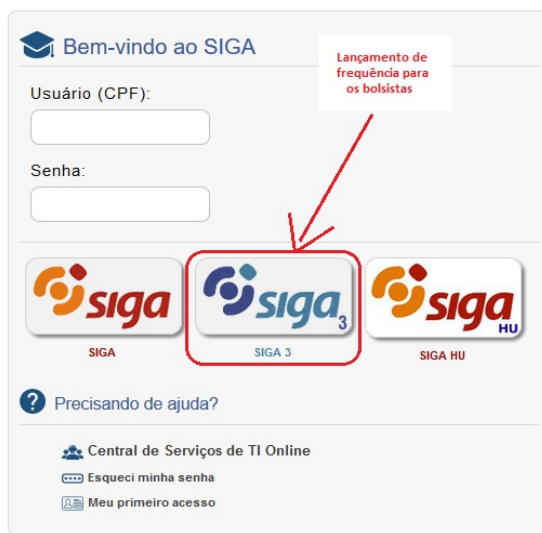 Bem-vindo ao SIGA
Lançamento de
frequência para
os bolsistas
Usuário (CPF):
Senha:
siga
siga 3
siga HU
SIGA
SIGA 3
SIGA HU
Precisando de ajuda?
Central de Serviços de TI Online
Esqueci minha senha
Meu primeiro acesso